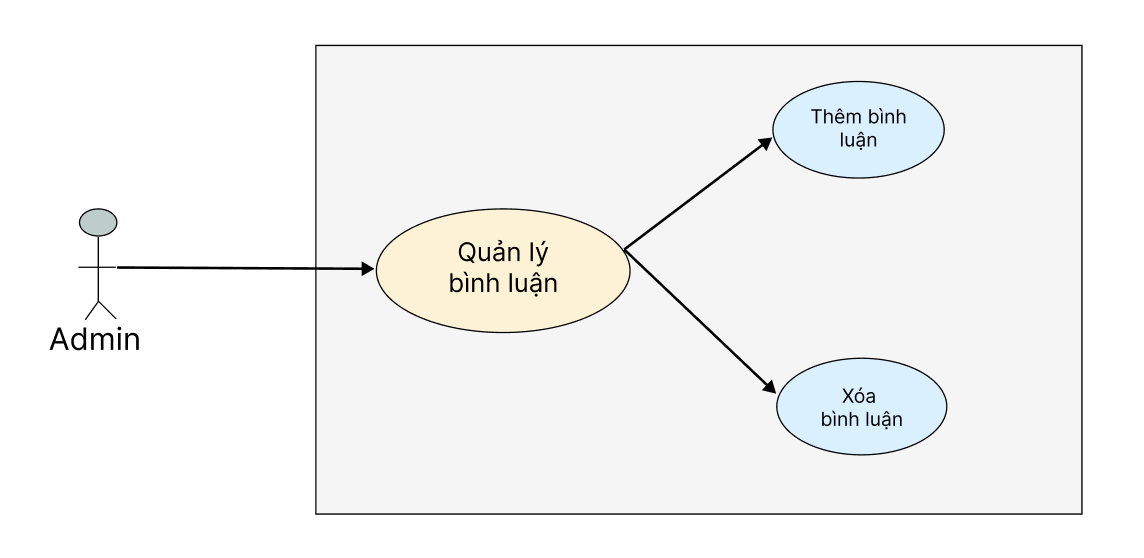 Thêm bình
luận
Quản lý
bình luận
Admin
Xóa
bình luận